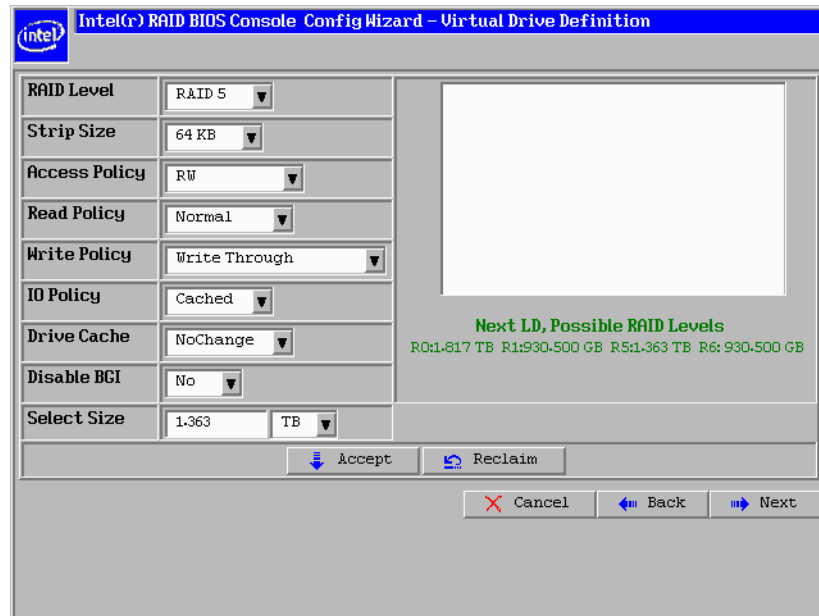 intel
Intel(r) RAID BIOS Console Config Wizard – Virtual Drive Definition
RAID Level RAID 5
Strip Size 64 KB
Access Policy RW
Read Policy Normal
Write Policy Write Through
IO Policy Cached
Drive Cache NoChange
Disable BGI No
Select Size 1.363 TB
Next LD, Possible RAID Levels
R0:1.817 TB R1:930.500 GB R5:1.363 TB R6: 930.500 GB
Accept Reclaim
Cancel Back Next